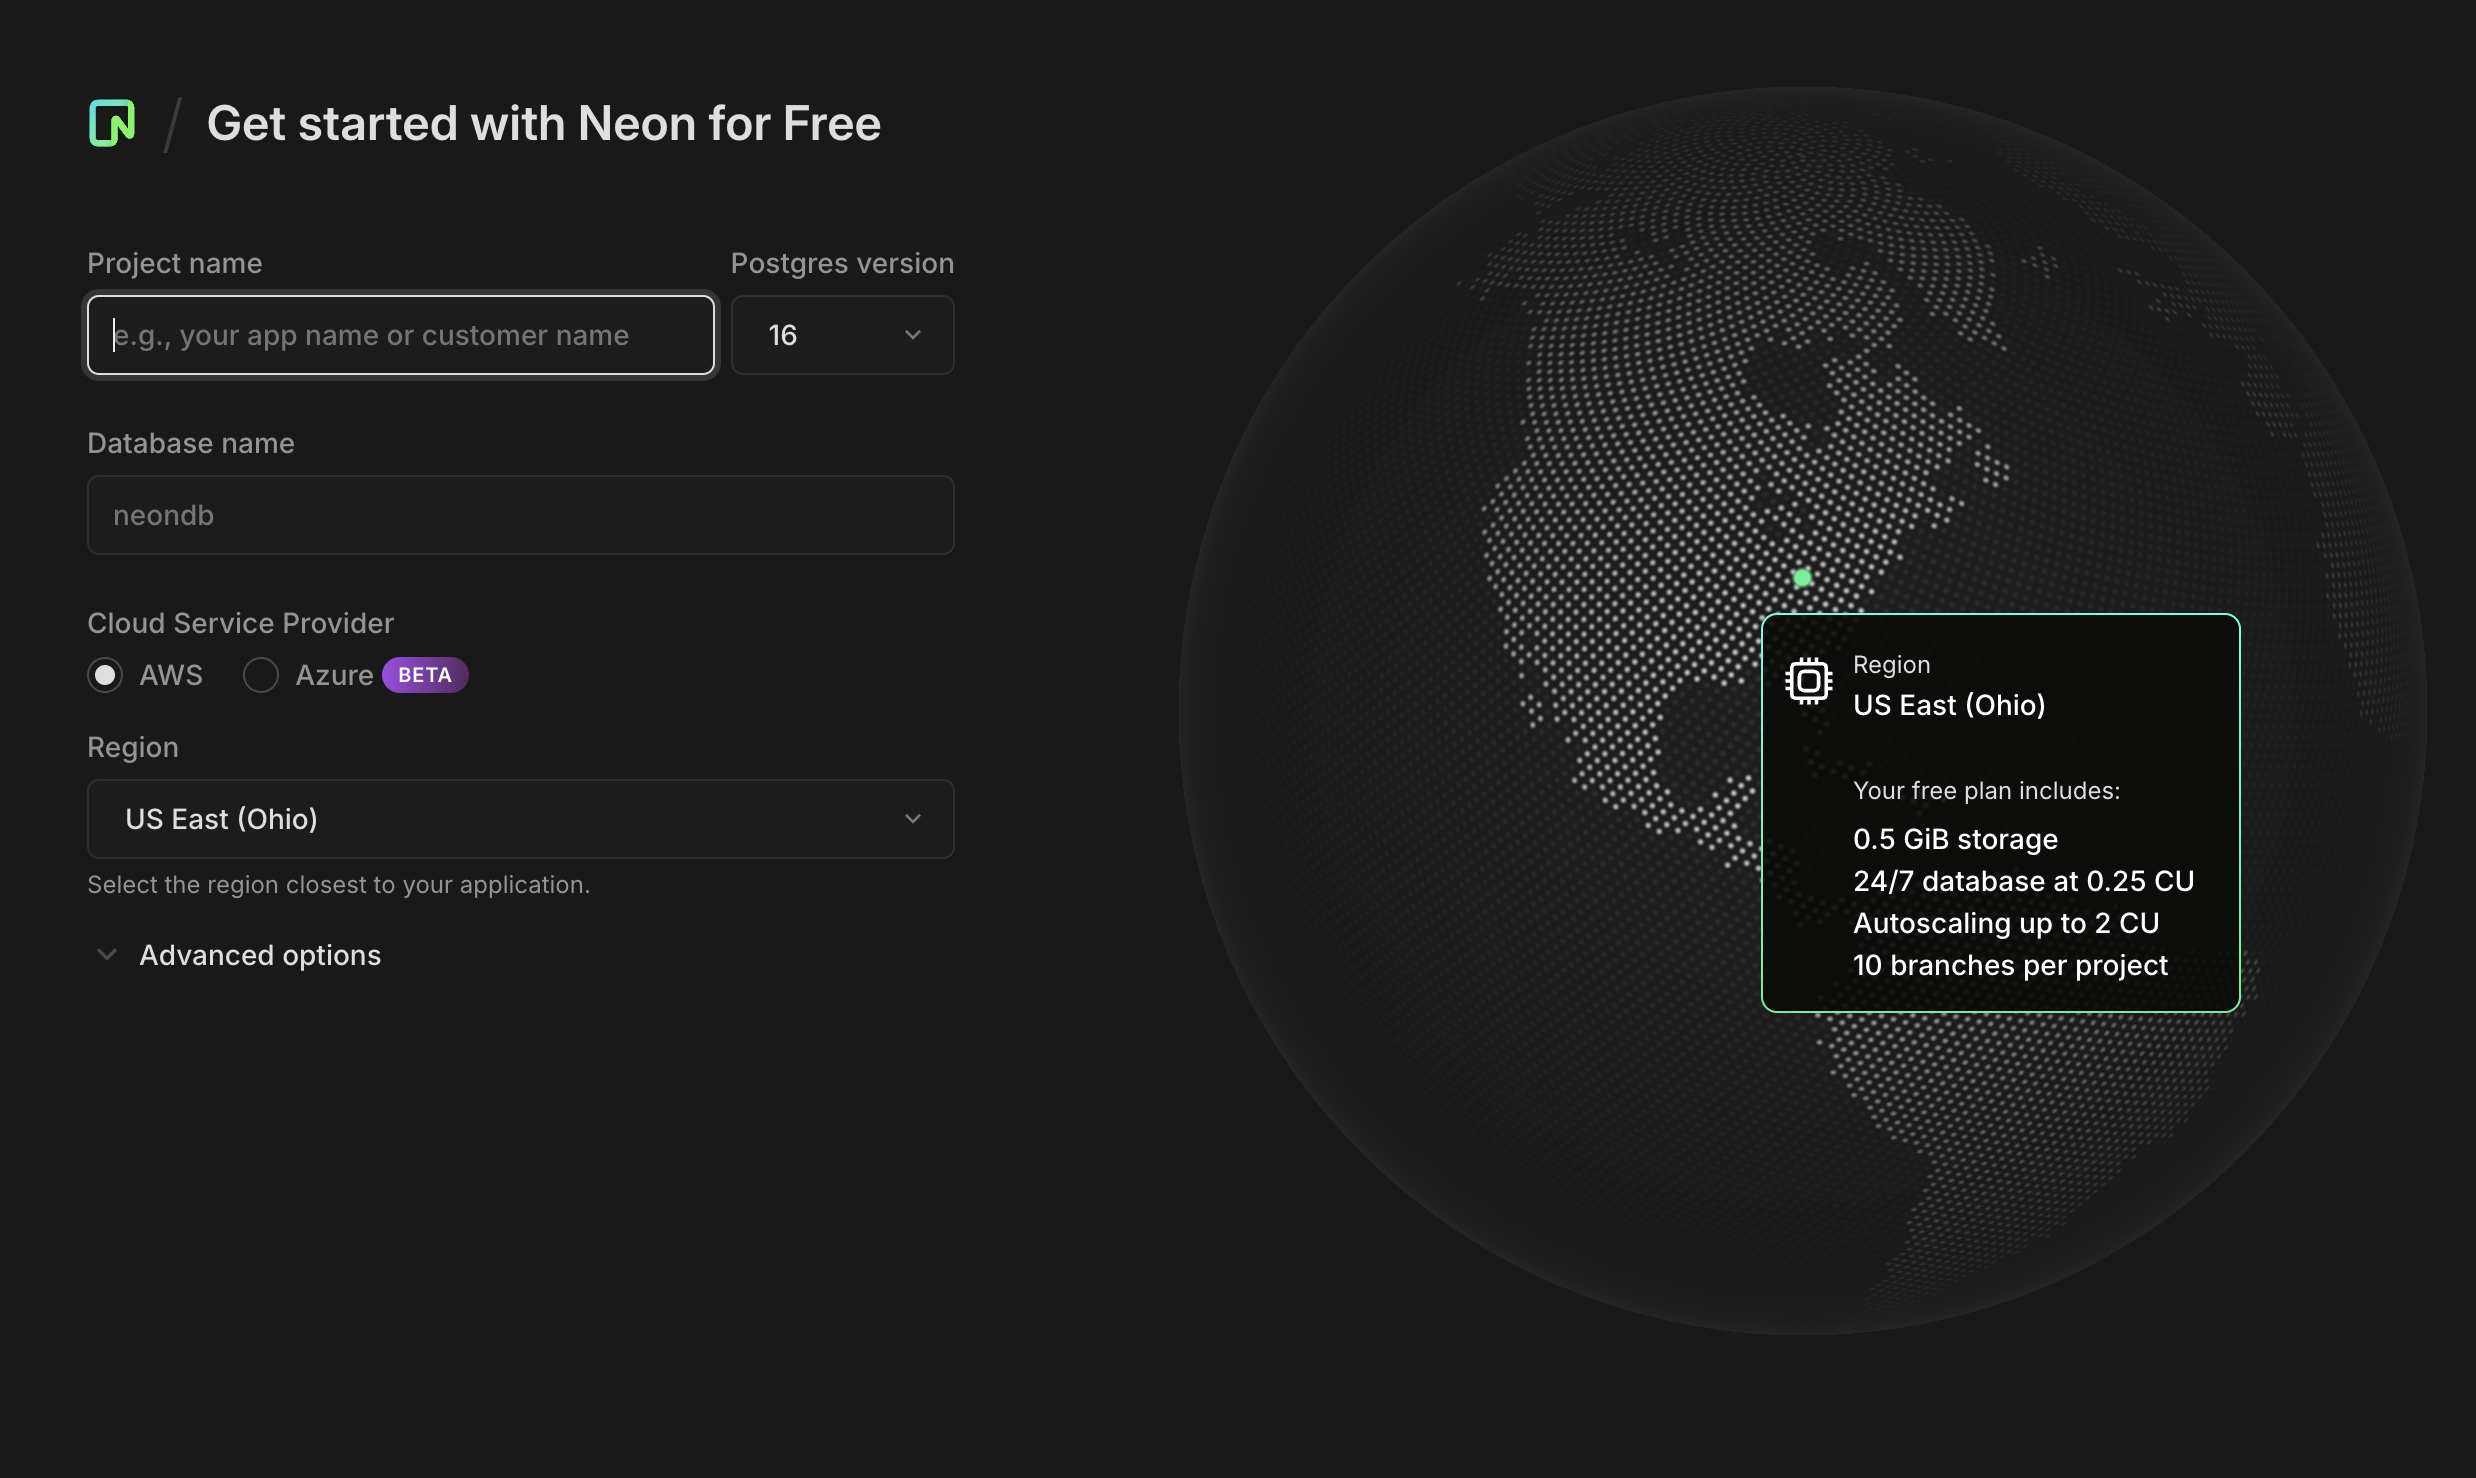 Get started with Neon for Free
Project name
Postgres version
e.g., your app name or customer name
16
Database name
neondb
Cloud Service Provider
AWS
Azure BETA
Region
US East (Ohio)
Select the region closest to your application.
Advanced options
Region
US East (Ohio)
Your free plan includes:
0.5 GiB storage
24/7 database at 0.25 CU
Autoscaling up to 2 CU
10 branches per project